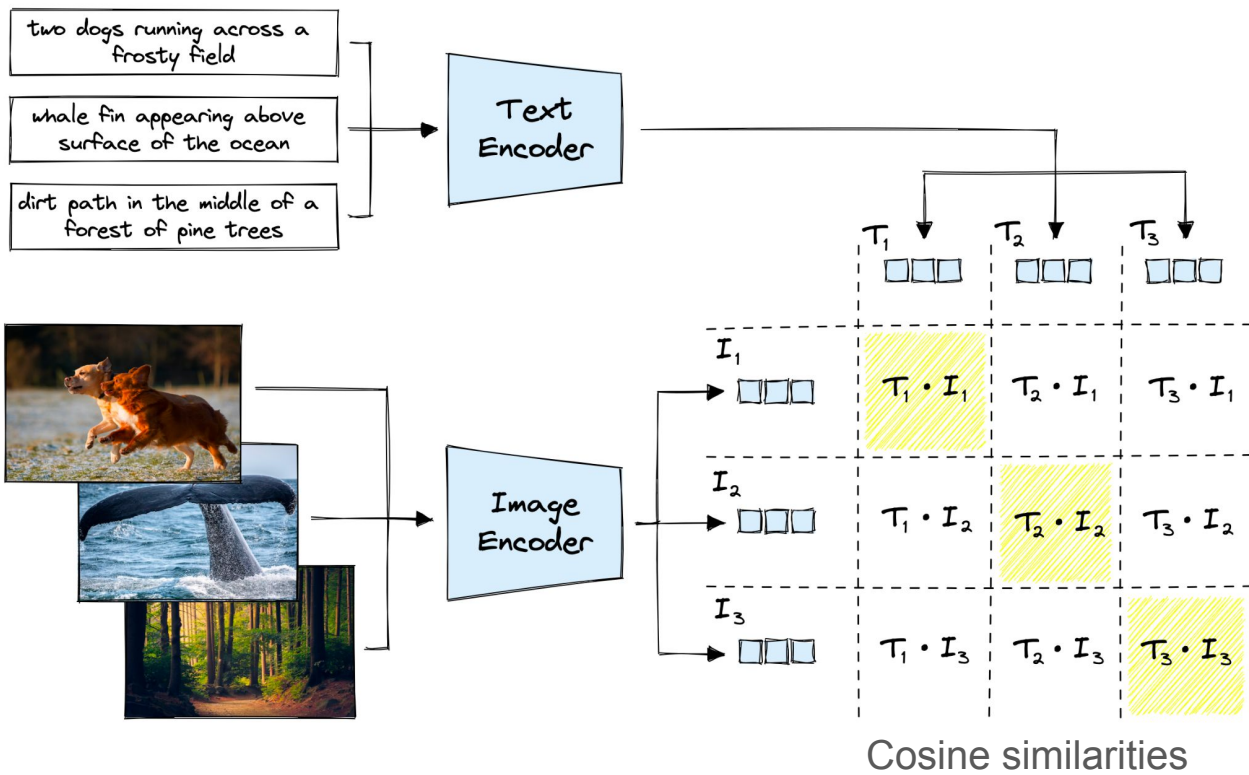 two dogs running across a
frosty field
whale fin appearing above
surface of the ocean
dirt path in the middle of a
forest of pine trees
Text
Encoder
T₁ T₂ T₃
I₁
T₁ · I₁ T₂ · I₁ T₃ · I₁
Image
Encoder
I₂
T₁ · I₂ T₂ · I₂ T₃ · I₂
I₃
T₁ · I₃ T₂ · I₃ T₃ · I₃
Cosine similarities